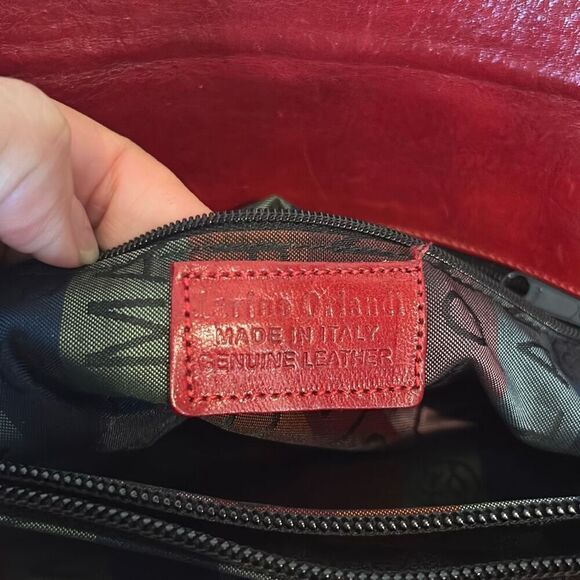 Marino Orlandi
MADE IN ITALY
GENUINE LEATHER